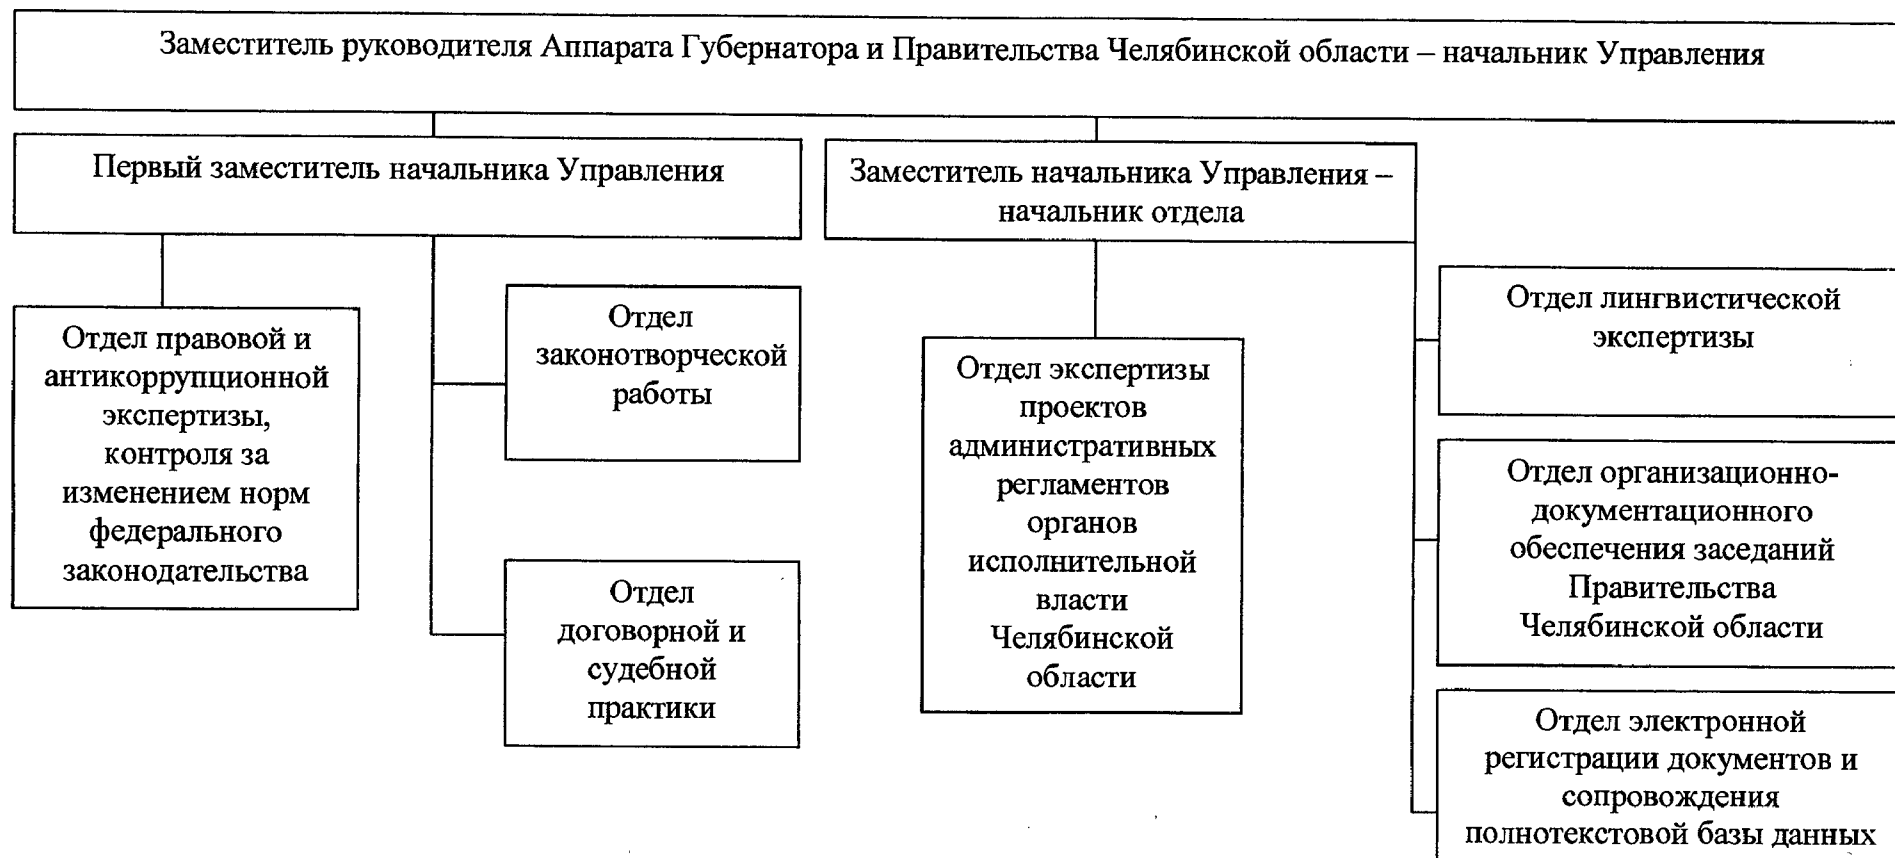 Заместитель руководителя Аппарата Губернатора и Правительства Челябинской области – начальник Управления
Первый заместитель начальника Управления
Заместитель начальника Управления –
начальник отдела
Отдел правовой и
антикоррупционной
экспертизы,
контроля за
изменением норм
федерального
законодательства
Отдел
законотворческой
работы
Отдел
договорной и
судебной
практики
Отдел экспертизы
проектов
административных
регламентов
органов
исполнительной
власти
Челябинской
области
Отдел лингвистической
экспертизы
Отдел организационно-
документационного
обеспечения заседаний
Правительства
Челябинской области
Отдел электронной
регистрации документов и
сопровождения
полнотекстовой базы данных